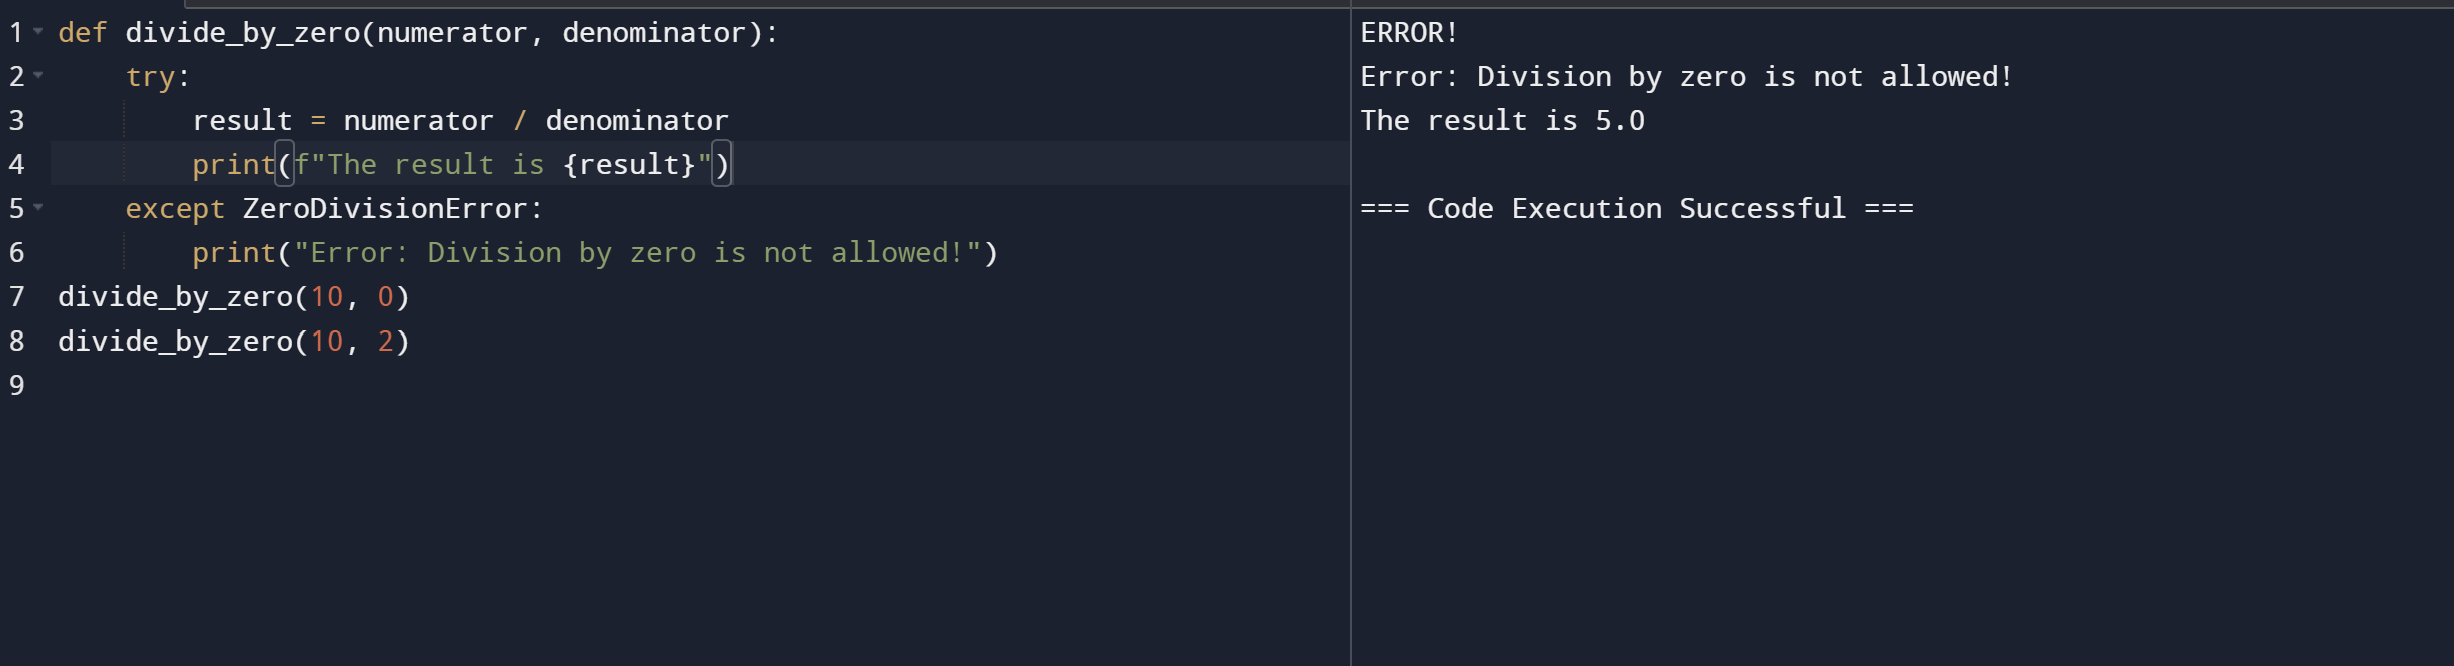 1 def divide_by_zero(numerator, denominator):
2     try:
3         result = numerator / denominator
4         print(f"The result is {result}")
5     except ZeroDivisionError:
6         print("Error: Division by zero is not allowed!")
7 divide_by_zero(10, 0)
8 divide_by_zero(10, 2)
9
ERROR!
Error: Division by zero is not allowed!
The result is 5.0
=== Code Execution Successful ===